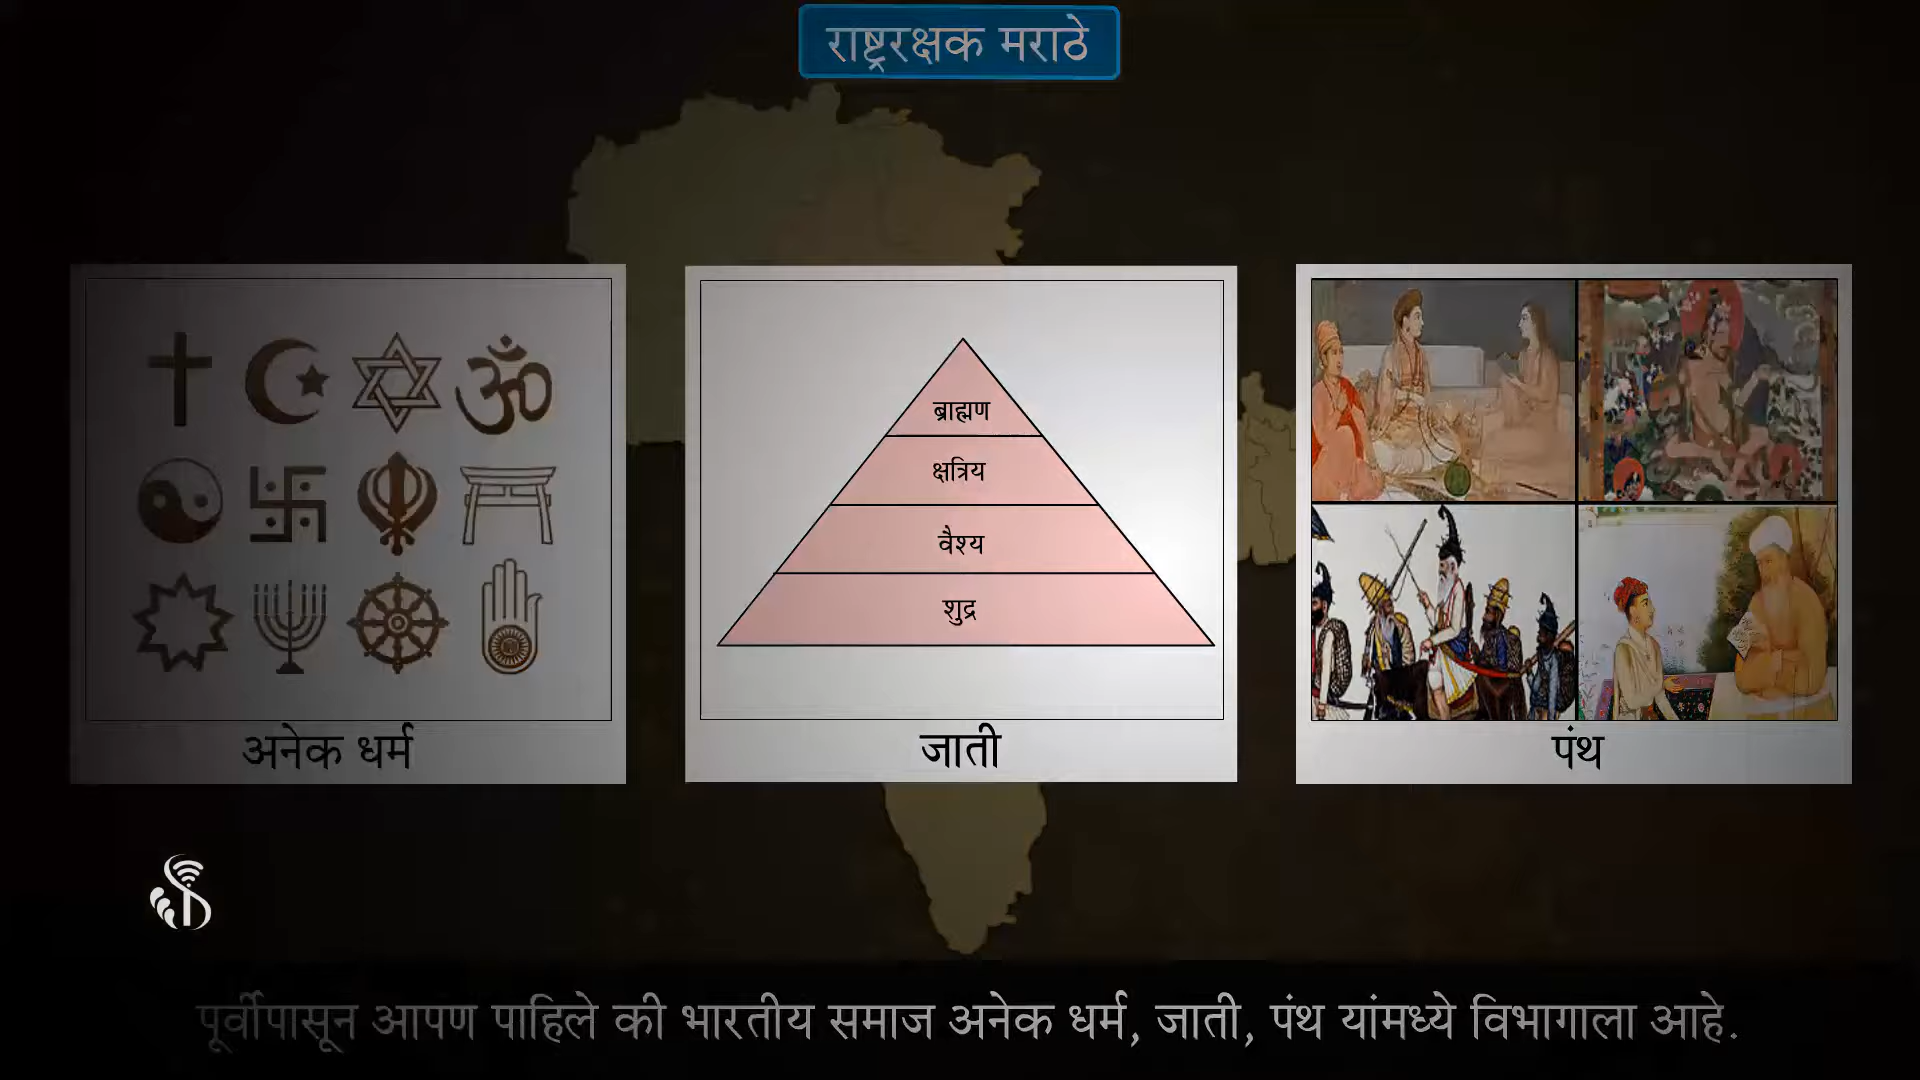 राष्ट्ररक्षक मराठे
ब्राह्मण
क्षत्रिय
वैश्य
शुद्र
अनेक धर्म
जाती
पंथ
पूर्वीपासून आपण पाहिले की भारतीय समाज अनेक धर्म, जाती, पंथ यांमध्ये विभागाला आहे.